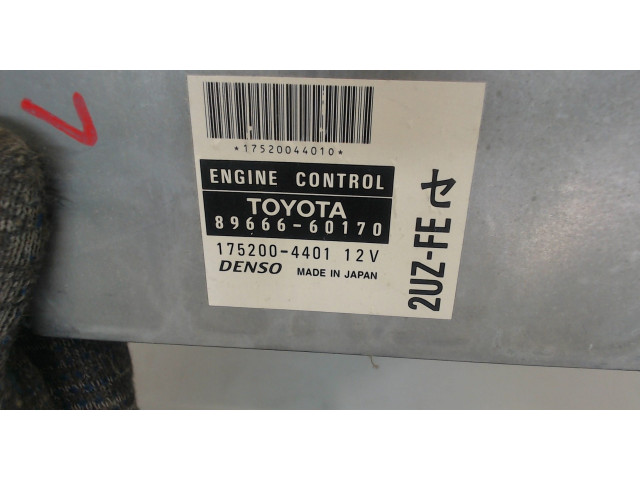 *17520044010*
ENGINE CONTROL
TOYOTA
89666-60170
175200-4401 12V
DENSO MADE IN JAPAN
2UZ-FE セ
V